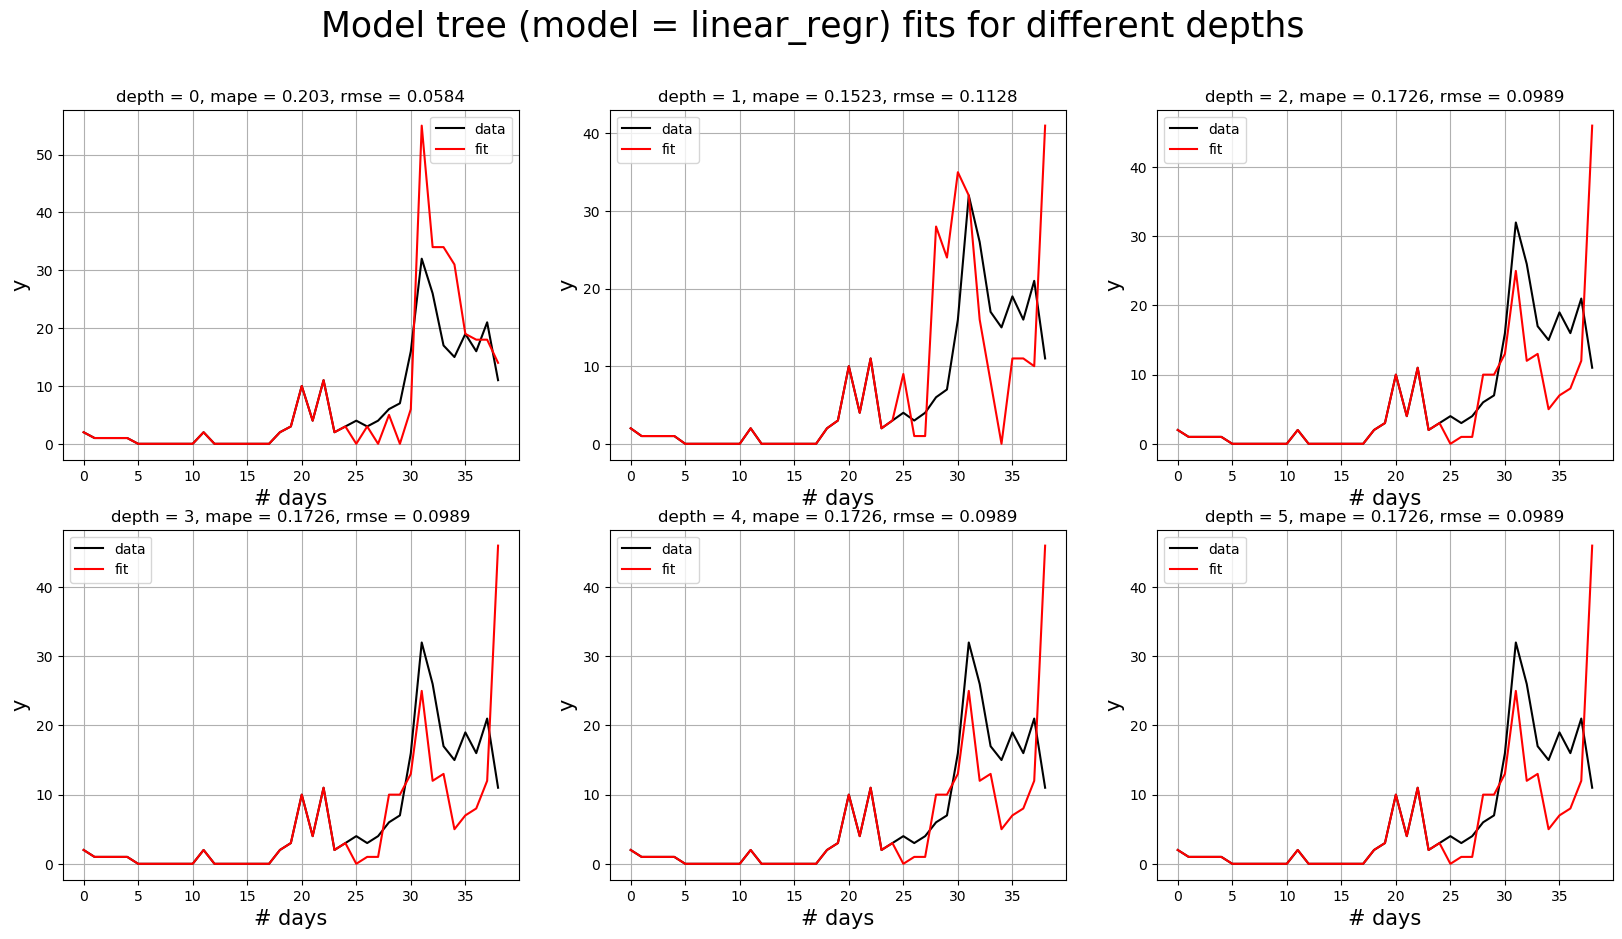 Model tree (model = linear_regr) fits for different depths
depth = 0, mape = 0.203, rmse = 0.0584
data
fit
50
40
30
20
10
0
y
0 5 10 15 20 25 30 35
# days
depth = 1, mape = 0.1523, rmse = 0.1128
data
fit
40
30
20
10
0
y
0 5 10 15 20 25 30 35
# days
depth = 2, mape = 0.1726, rmse = 0.0989
data
fit
40
30
20
10
0
y
0 5 10 15 20 25 30 35
# days
depth = 3, mape = 0.1726, rmse = 0.0989
data
fit
40
30
20
10
0
y
0 5 10 15 20 25 30 35
# days
depth = 4, mape = 0.1726, rmse = 0.0989
data
fit
40
30
20
10
0
y
0 5 10 15 20 25 30 35
# days
depth = 5, mape = 0.1726, rmse = 0.0989
data
fit
40
30
20
10
0
y
0 5 10 15 20 25 30 35
# days